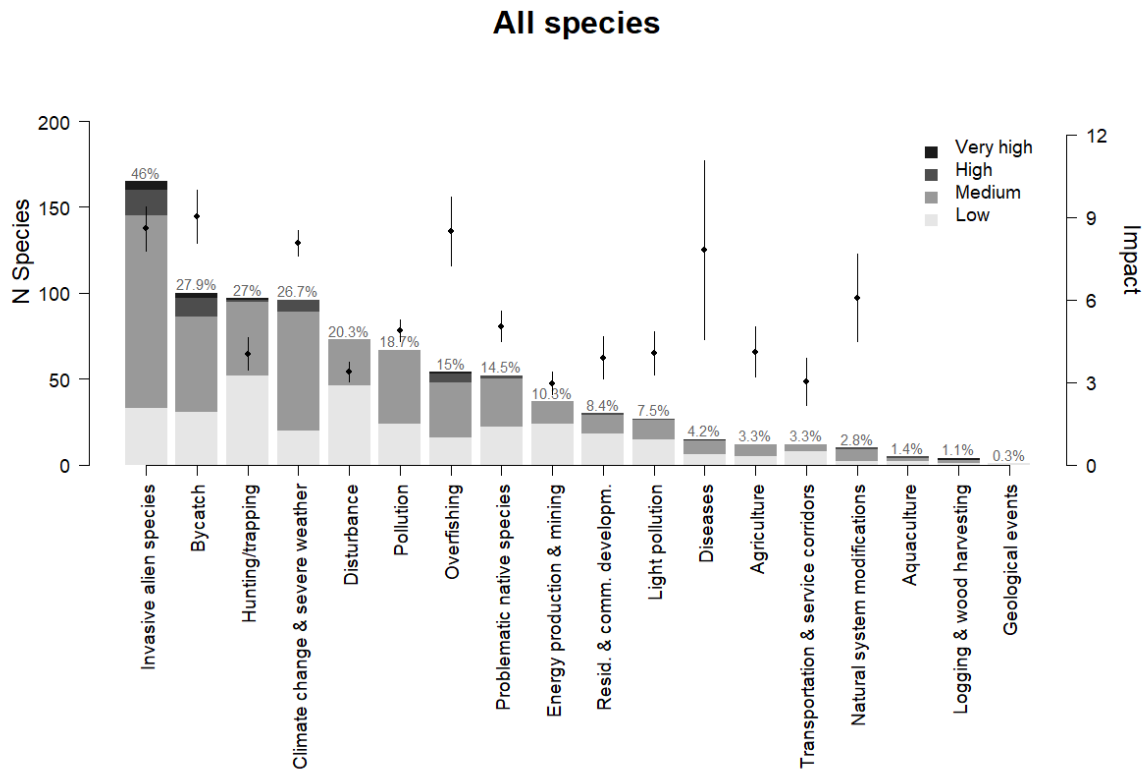 All species
N Species
200
150
100
50
0
46%
27.9%
27%
26.7%
20.3%
18.7%
15%
14.5%
10.3%
8.4%
7.5%
4.2%
3.3%
3.3%
2.8%
1.4%
1.1%
0.3%
Very high
High
Medium
Low
12
9
6
3
0
Impact
Invasive alien species
Bycatch
Hunting/trapping
Climate change & severe weather
Disturbance
Pollution
Overfishing
Problematic native species
Energy production & mining
Resid. & comm. developm.
Light pollution
Diseases
Agriculture
Transportation & service corridors
Natural system modifications
Aquaculture
Logging & wood harvesting
Geological events